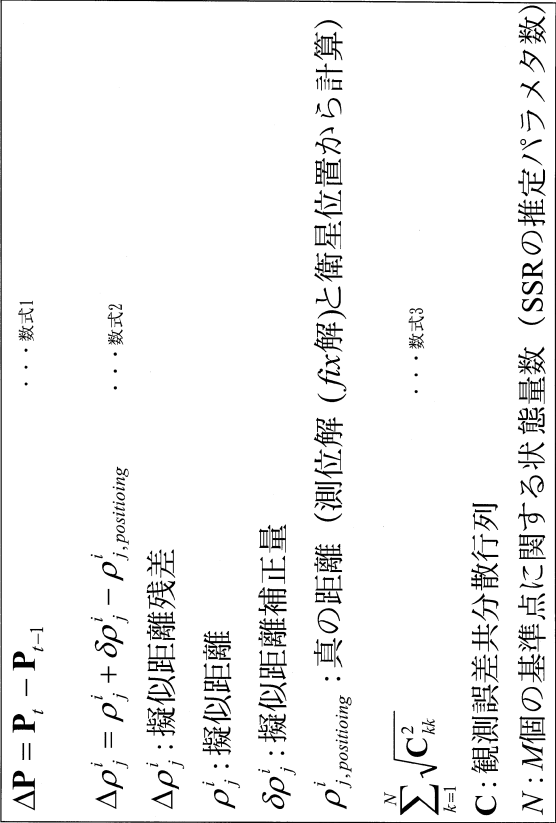 ΔP = P_t − P_{t−1} ・・・数式1
Δρ_j^i = ρ_j^i + δρ_j^i − ρ_{j,positioing}^i ・・・数式2
Δρ_j^i : 擬似距離残差
ρ_j^i : 擬似距離
δρ_j^i : 擬似距離補正量
ρ_{j,positioing}^i : 真の距離（測位解（fix解)と衛星位置から計算）
∑_{k=1}^{N} √(C_{kk}^2) ・・・数式3
C : 観測誤差共分散行列
N : M個の基準点に関する状態量数（SSRの推定パラメタ数）